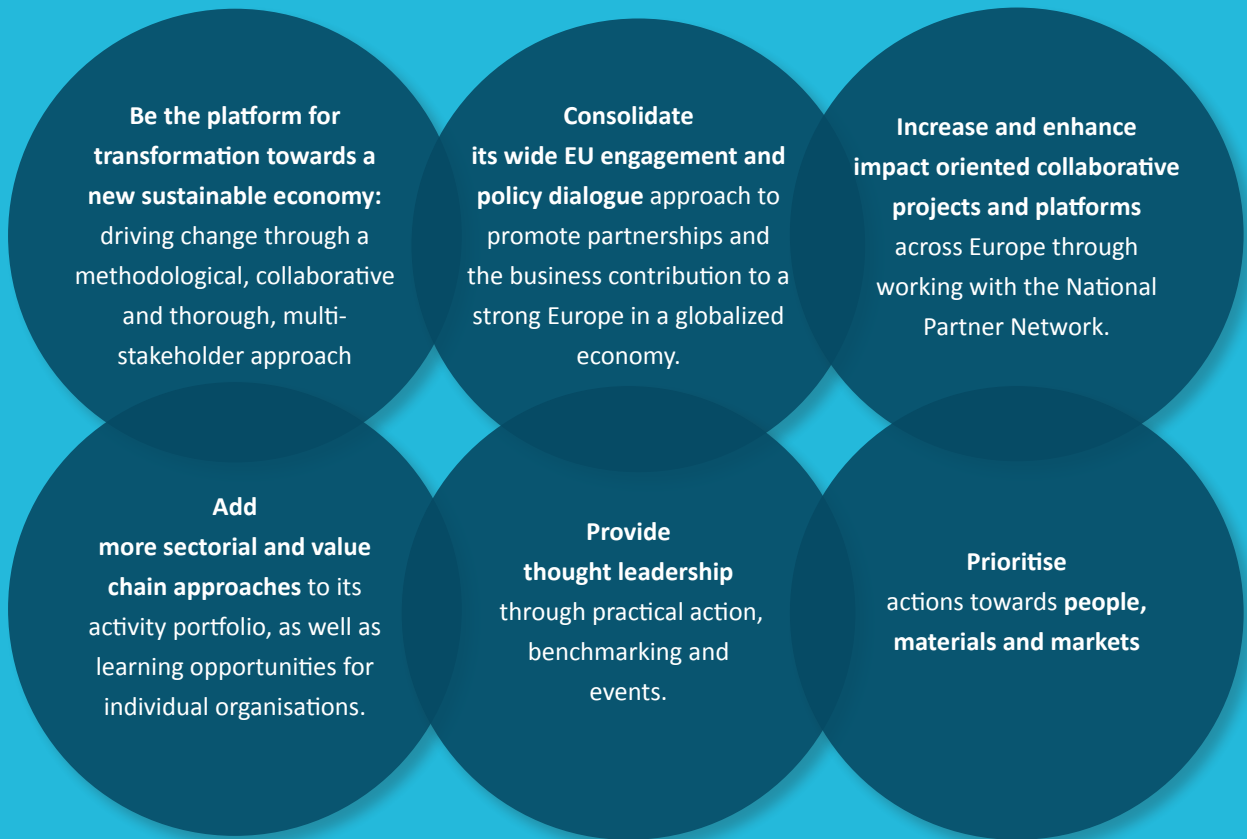 Be the platform for
transformation towards a
new sustainable economy:
driving change through a
methodological, collaborative
and thorough, multi-
stakeholder approach
Consolidate
its wide EU engagement and
policy dialogue approach to
promote partnerships and
the business contribution to a
strong Europe in a globalized
economy.
Increase and enhance
impact oriented collaborative
projects and platforms
across Europe through
working with the National
Partner Network.
Add
more sectorial and value
chain approaches to its
activity portfolio, as well as
learning opportunities for
individual organisations.
Provide
thought leadership
through practical action,
benchmarking and
events.
Prioritise
actions towards people,
materials and markets